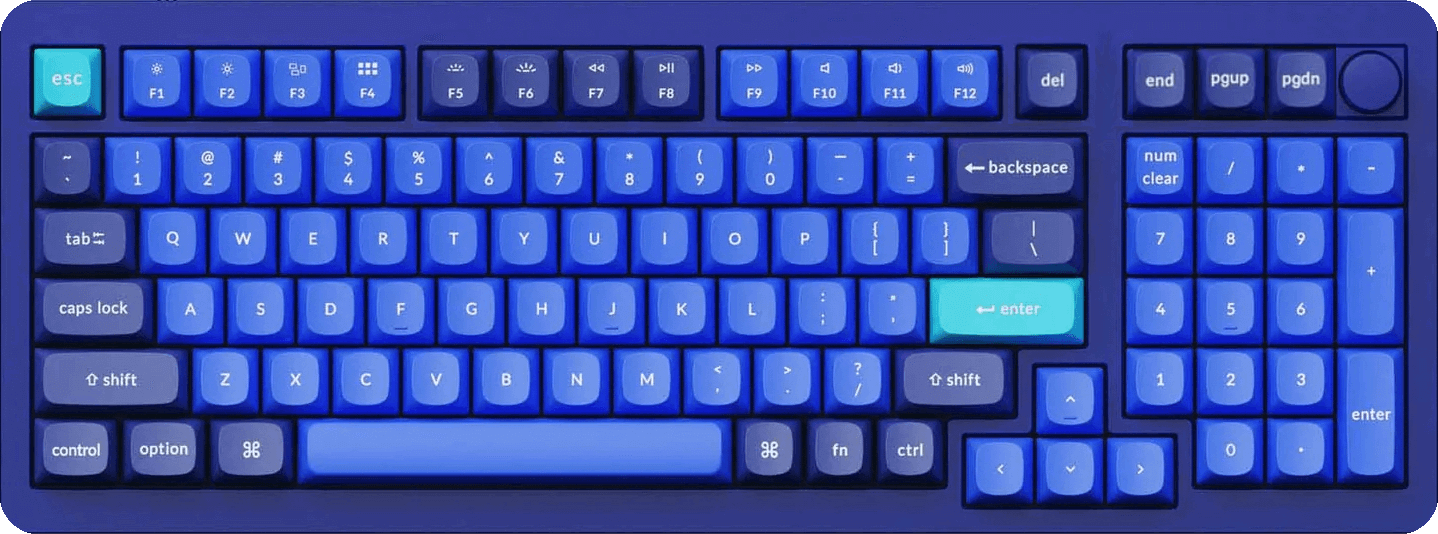 esc F1 F2 F3 F4 F5 F6 F7 F8 F9 F10 F11 F12 del end pgup pgdn
~ ! @ # $ % ^ & * ( ) — +
` 1 2 3 4 5 6 7 8 9 0 - = backspace num clear / * -
tab Q W E R T Y U I O P { [ } ] | \ 7 8 9 +
caps lock A S D F G H J K L : ; " ' enter 4 5 6
shift Z X C V B N M < , > . ? / shift ^ 1 2 3 enter
control option ⌘ ⌘ fn ctrl < ⌄ > 0 .